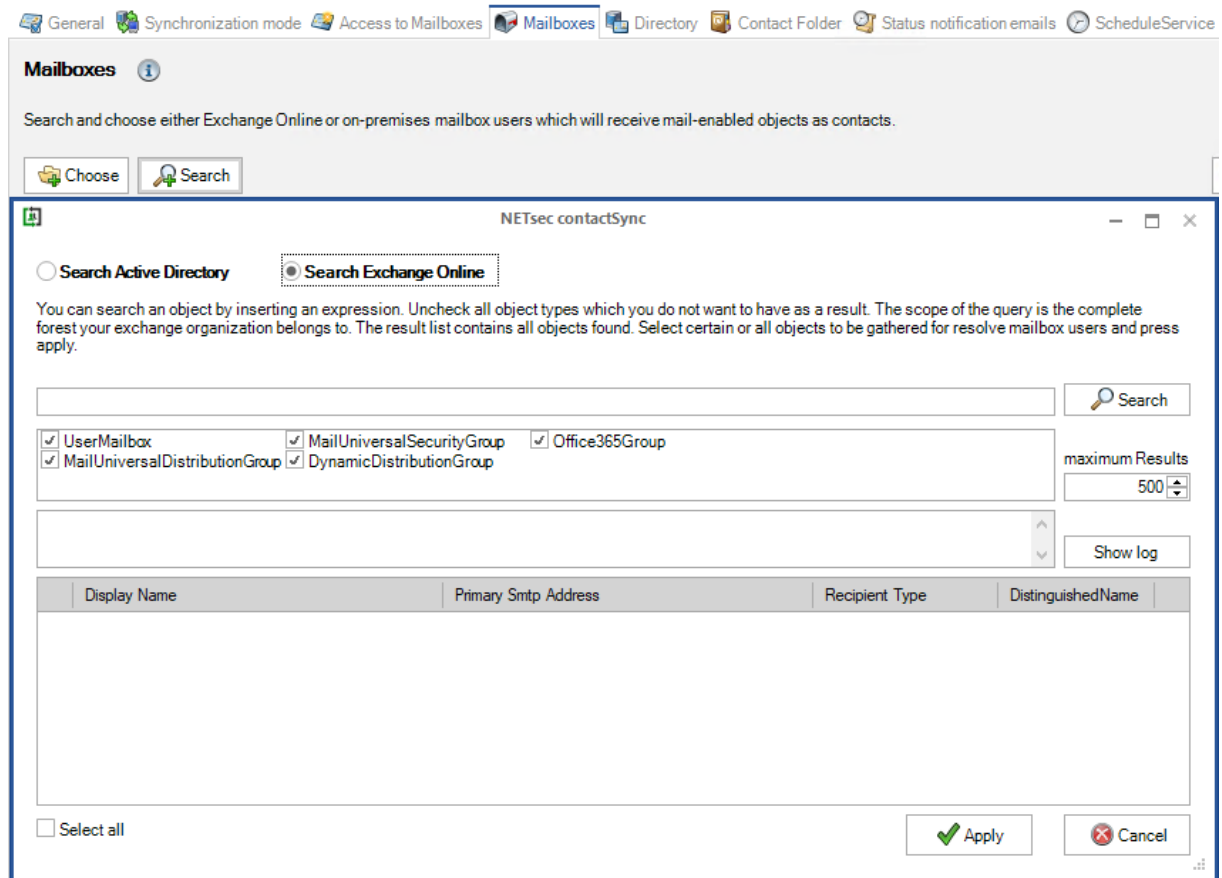 General Synchronization mode Access to Mailboxes Mailboxes Directory Contact Folder Status notification emails ScheduleService
Mailboxes
Search and choose either Exchange Online or on-premises mailbox users which will receive mail-enabled objects as contacts.
Choose Search
NETsec contactSync
Search Active Directory Search Exchange Online
You can search an object by inserting an expression. Uncheck all object types which you do not want to have as a result. The scope of the query is the complete
forest your exchange organization belongs to. The result list contains all objects found. Select certain or all objects to be gathered for resolve mailbox users and press
apply.
Search
UserMailbox MailUniversalSecurityGroup Office365Group
MailUniversalDistributionGroup DynamicDistributionGroup
maximum Results
500
Show log
Display Name Primary Smtp Address Recipient Type DistinguishedName
Select all
Apply Cancel